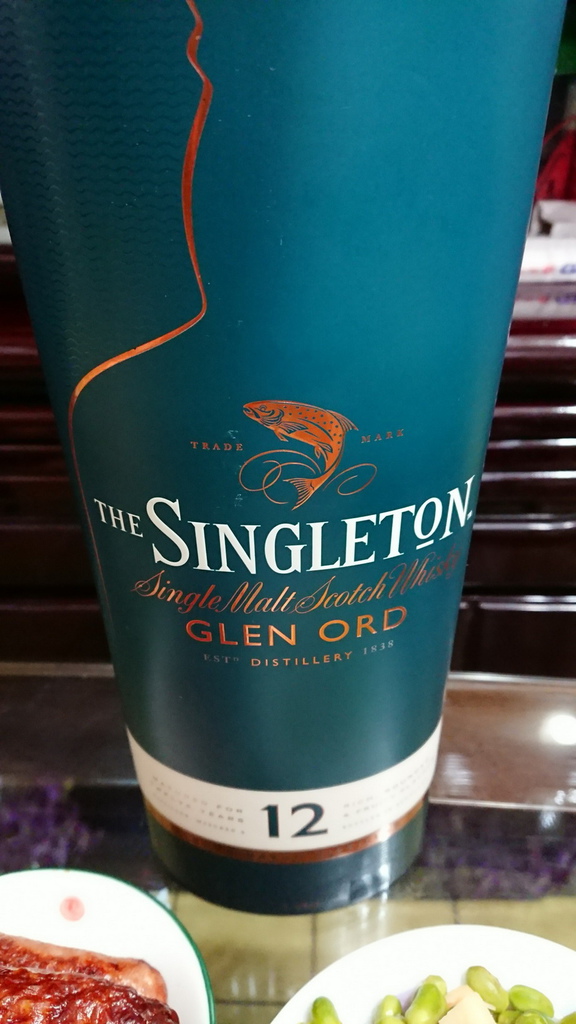 TRADE MARK
THE SINGLETON.
Single Malt Scotch Whisky
GLEN ORD
ESTD DISTILLERY 1838
12